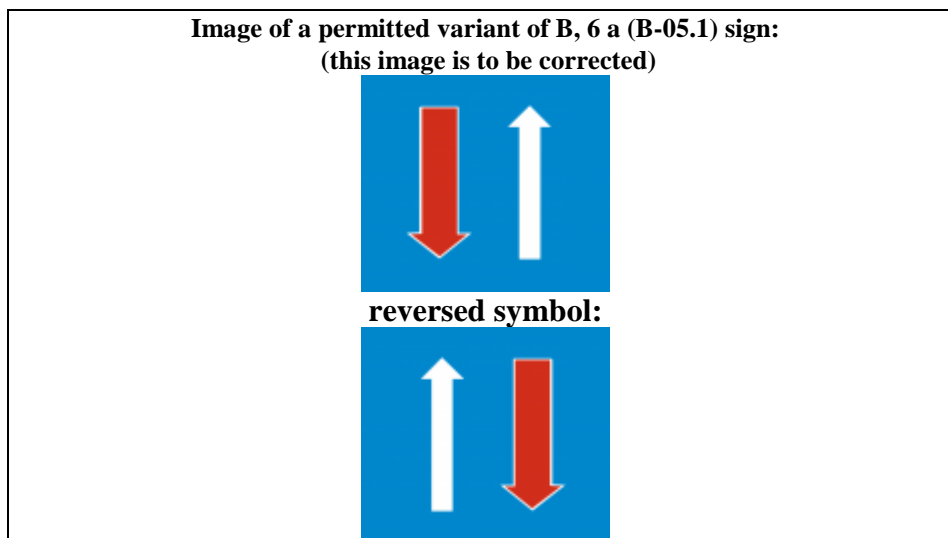 Image of a permitted variant of B, 6 a (B-05.1) sign:
(this image is to be corrected)
reversed symbol: